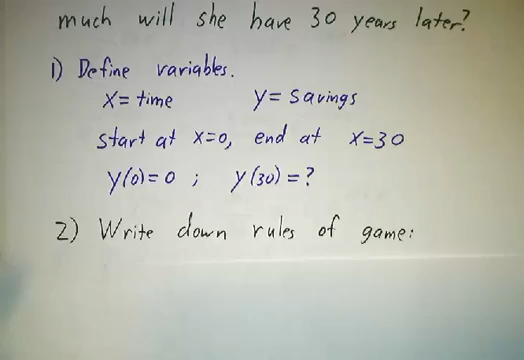 much will she have 30 years later?
1) Define variables.
x= time y= savings
start at x=0, end at x=30
y(0)=0 ; y(30)=?
2) Write down rules of game: